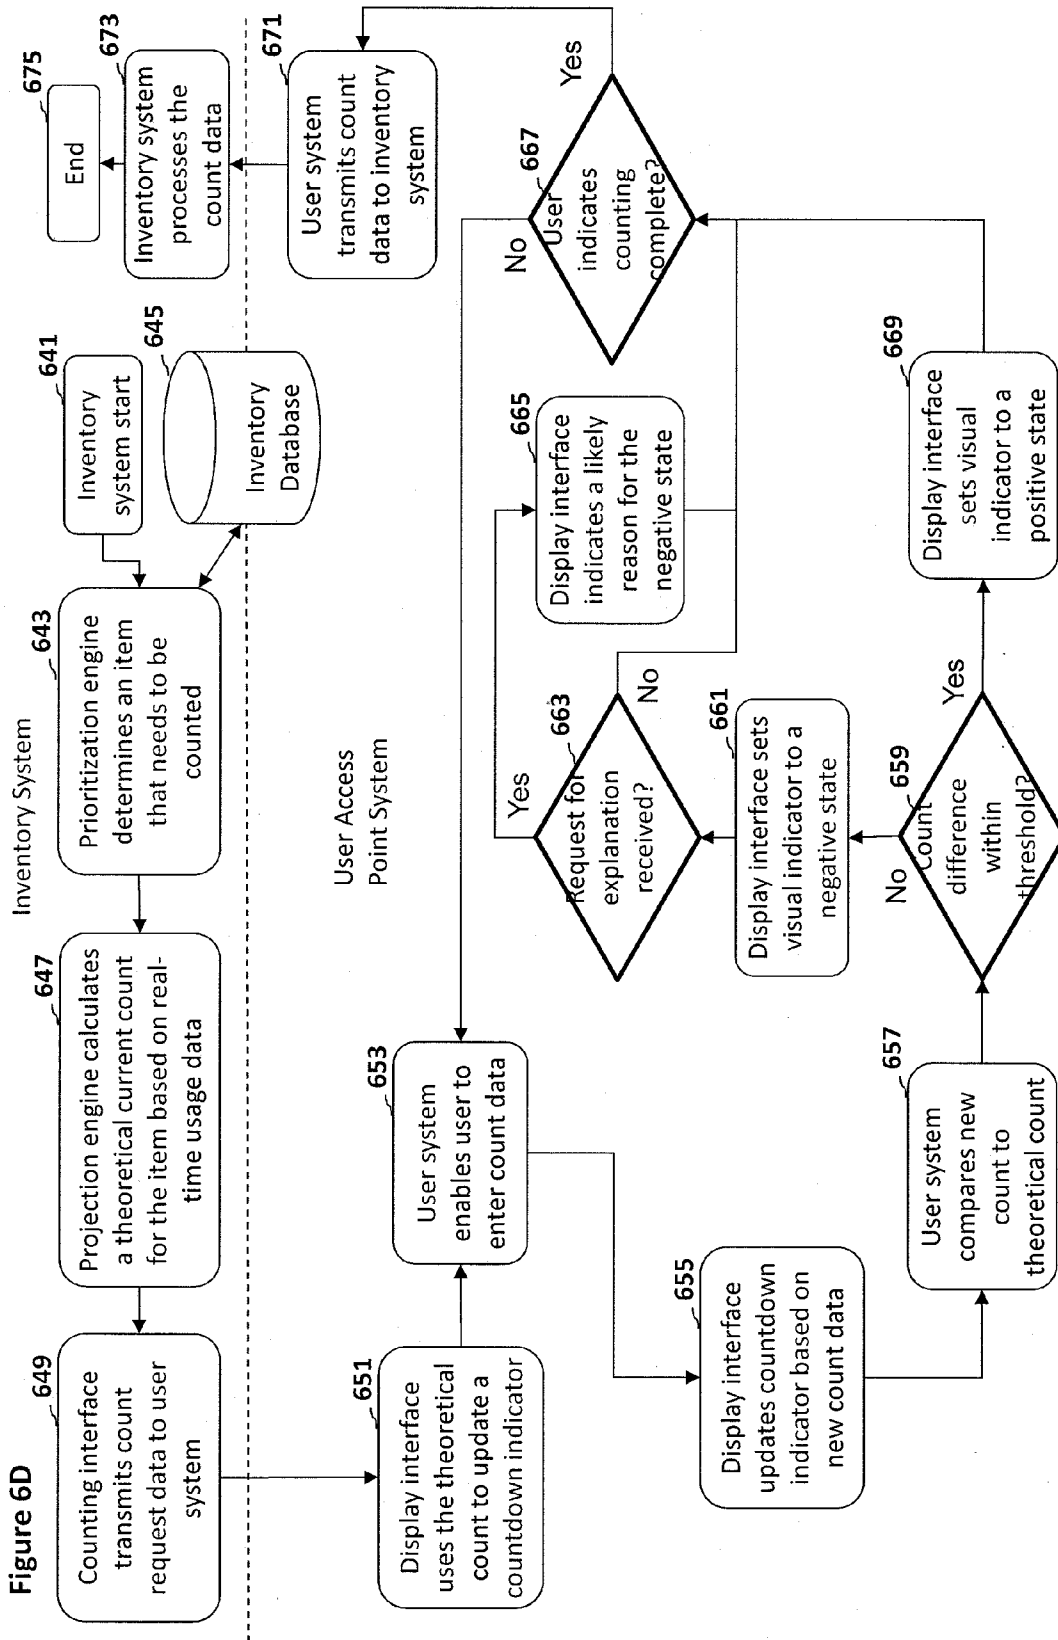 Figure 6D
Inventory System
641
Inventory
system start
643
Prioritization engine
determines an item
that needs to be
counted
645
Inventory
Database
647
Projection engine calculates
a theoretical current count
for the item based on real-
time usage data
649
Counting interface
transmits count
request data to user
system
User Access
Point System
651
Display interface
uses the theoretical
count to update a
countdown indicator
653
User system
enables user to
enter count data
655
Display interface
updates countdown
indicator based on
new count data
657
User system
compares new
count to
theoretical count
659
Count
difference
within
threshold?
No
Yes
661
Display interface sets
visual indicator to a
negative state
663
Request for
explanation
received?
Yes
No
665
Display interface
indicates a likely
reason for the
negative state
669
Display interface
sets visual
indicator to a
positive state
667
User
indicates
counting
complete?
No
Yes
671
User system
transmits count
data to inventory
system
673
Inventory system
processes the
count data
675
End